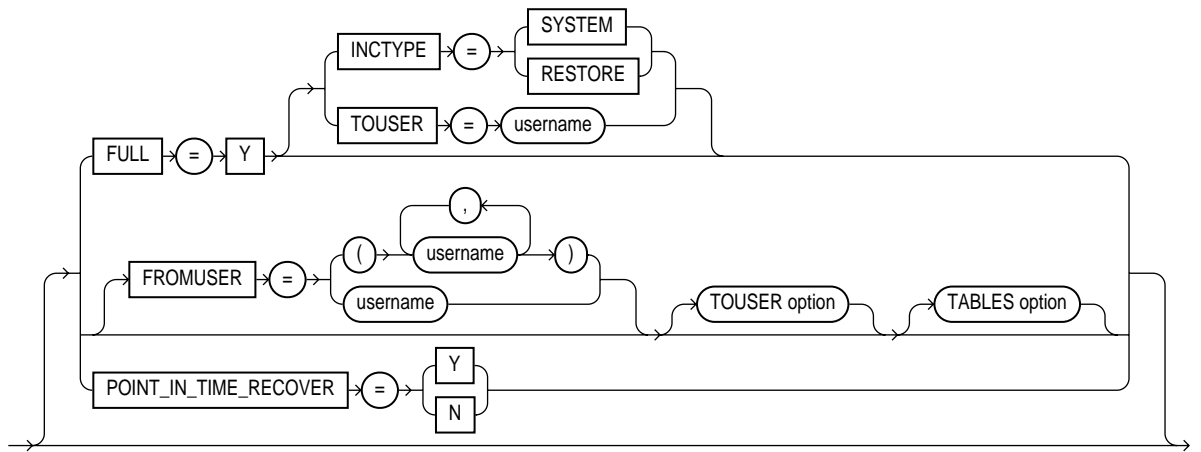 SYSTEM
INCTYPE =
RESTORE
TOUSER = username
FULL = Y
,
( username )
FROMUSER =
username
TOUSER option TABLES option
Y
POINT_IN_TIME_RECOVER =
N